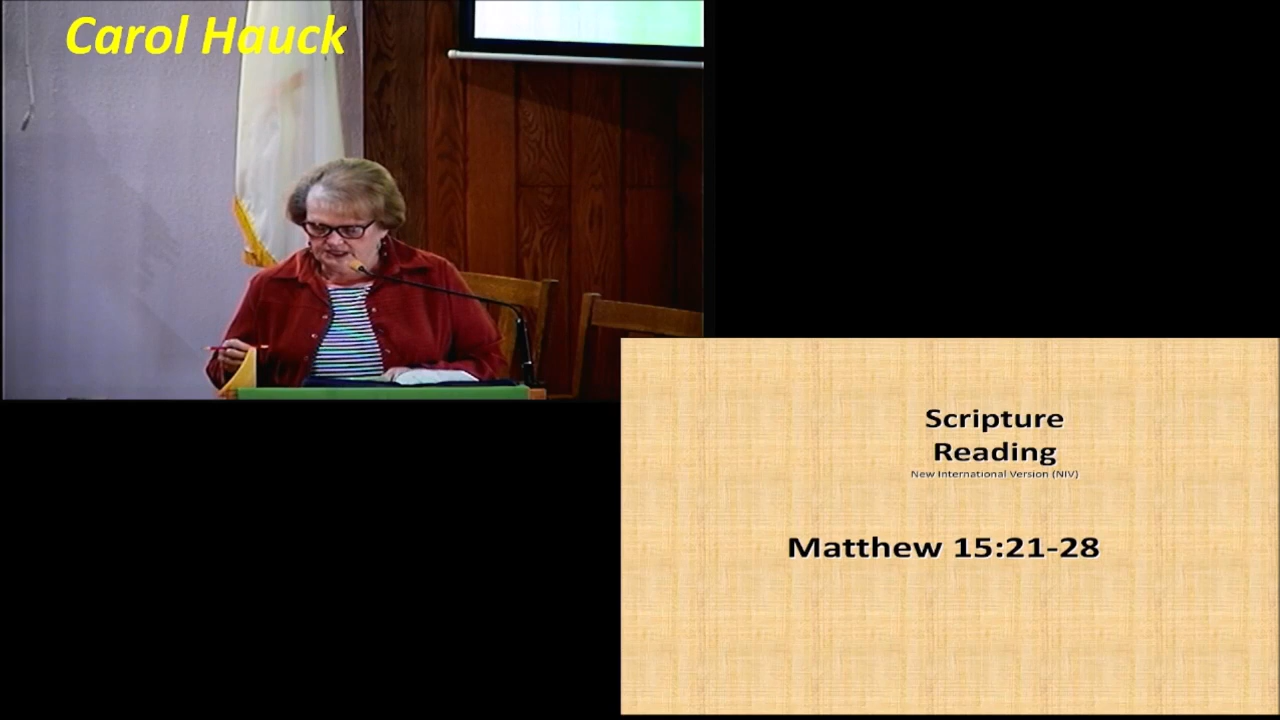 Carol Hauck
Scripture
Reading
New International Version (NIV)
Matthew 15:21-28